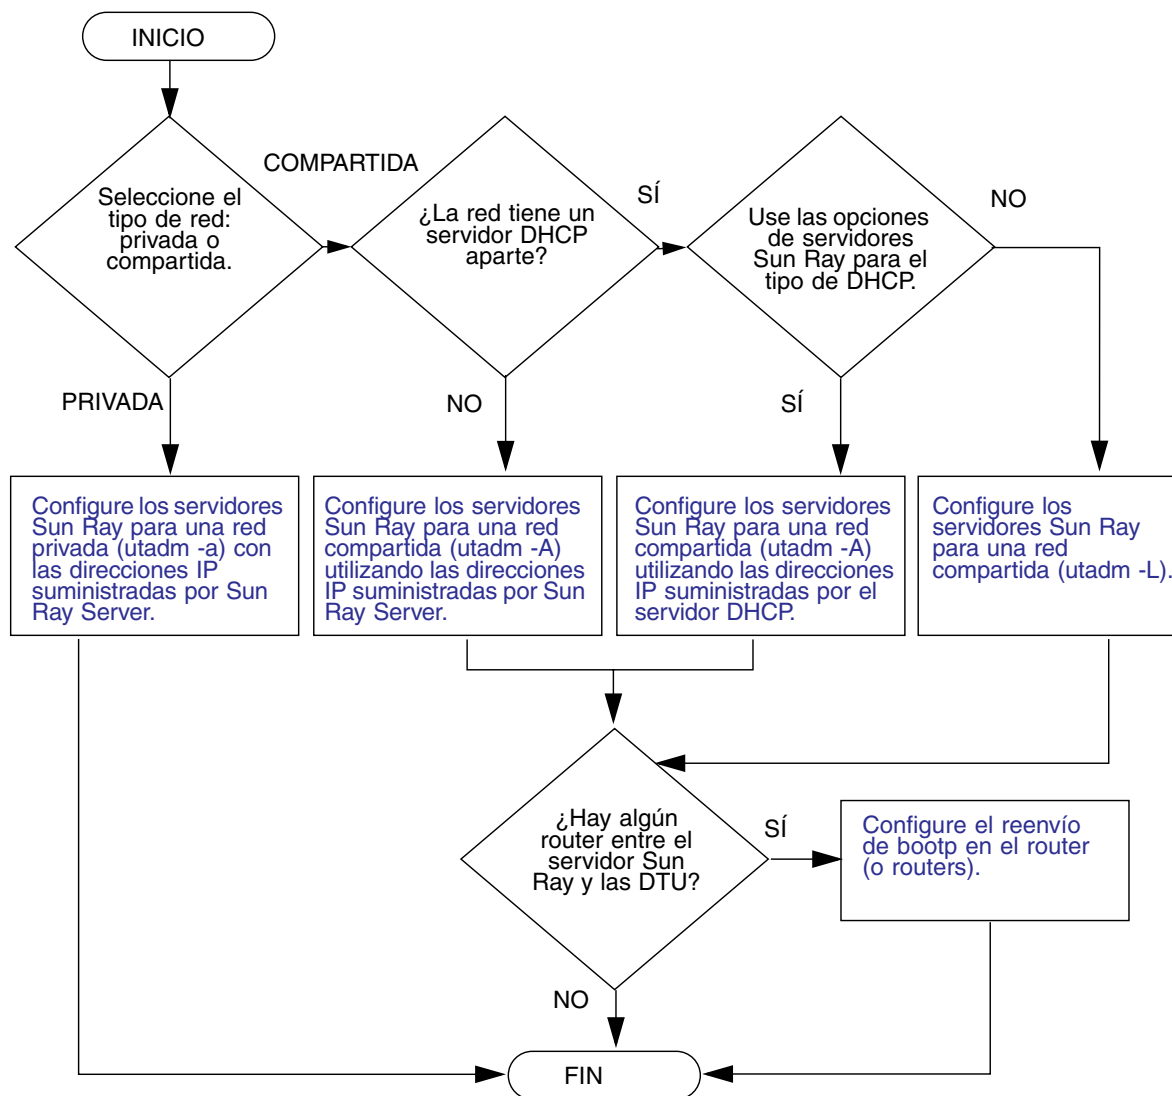 INICIO
Seleccione el
tipo de red:
privada o
compartida.
COMPARTIDA
¿La red tiene un
servidor DHCP
aparte?
SÍ
Use las opciones
de servidores
Sun Ray para el
tipo de DHCP.
NO
PRIVADA
NO
SÍ
Configure los servidores
Sun Ray para una red
privada (utadm -a) con
las direcciones IP
suministradas por Sun
Ray Server.
Configure los servidores
Sun Ray para una red
compartida (utadm -A)
utilizando las direcciones
IP suministradas por Sun
Ray Server.
Configure los servidores
Sun Ray para una red
compartida (utadm -A)
utilizando las direcciones
IP suministradas por el
servidor DHCP.
Configure los
servidores Sun Ray
para una red
compartida (utadm -L).
¿Hay algún
router entre el
servidor Sun
Ray y las DTU?
SÍ
Configure el reenvío
de bootp en el router
(o routers).
NO
FIN